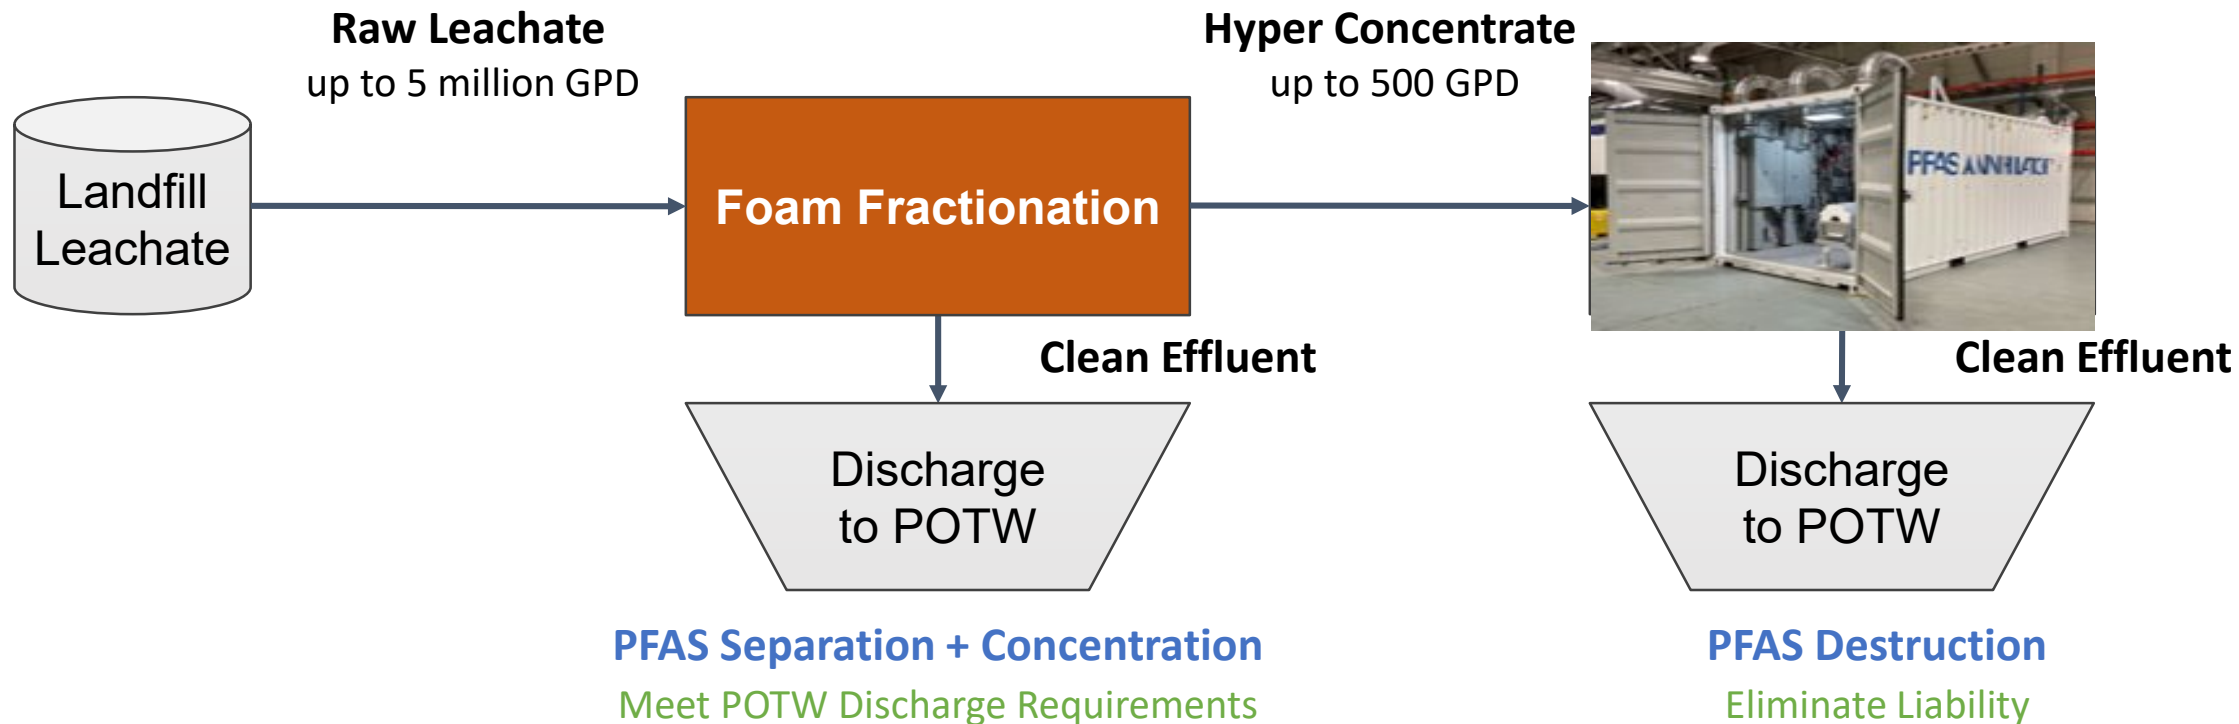 Raw Leachate
up to 5 million GPD
Hyper Concentrate
up to 500 GPD
Landfill
Leachate
Foam Fractionation
PFAS ANNIHILATOR
Clean Effluent
Clean Effluent
Discharge
to POTW
Discharge
to POTW
PFAS Separation + Concentration
Meet POTW Discharge Requirements
PFAS Destruction
Eliminate Liability